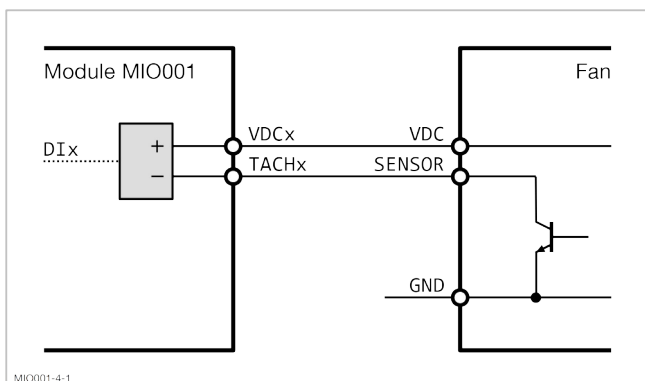 Module MIO001
Fan
VDCx
VDC
DIx
+
TACHx
SENSOR
−
GND
MIO001-4-1